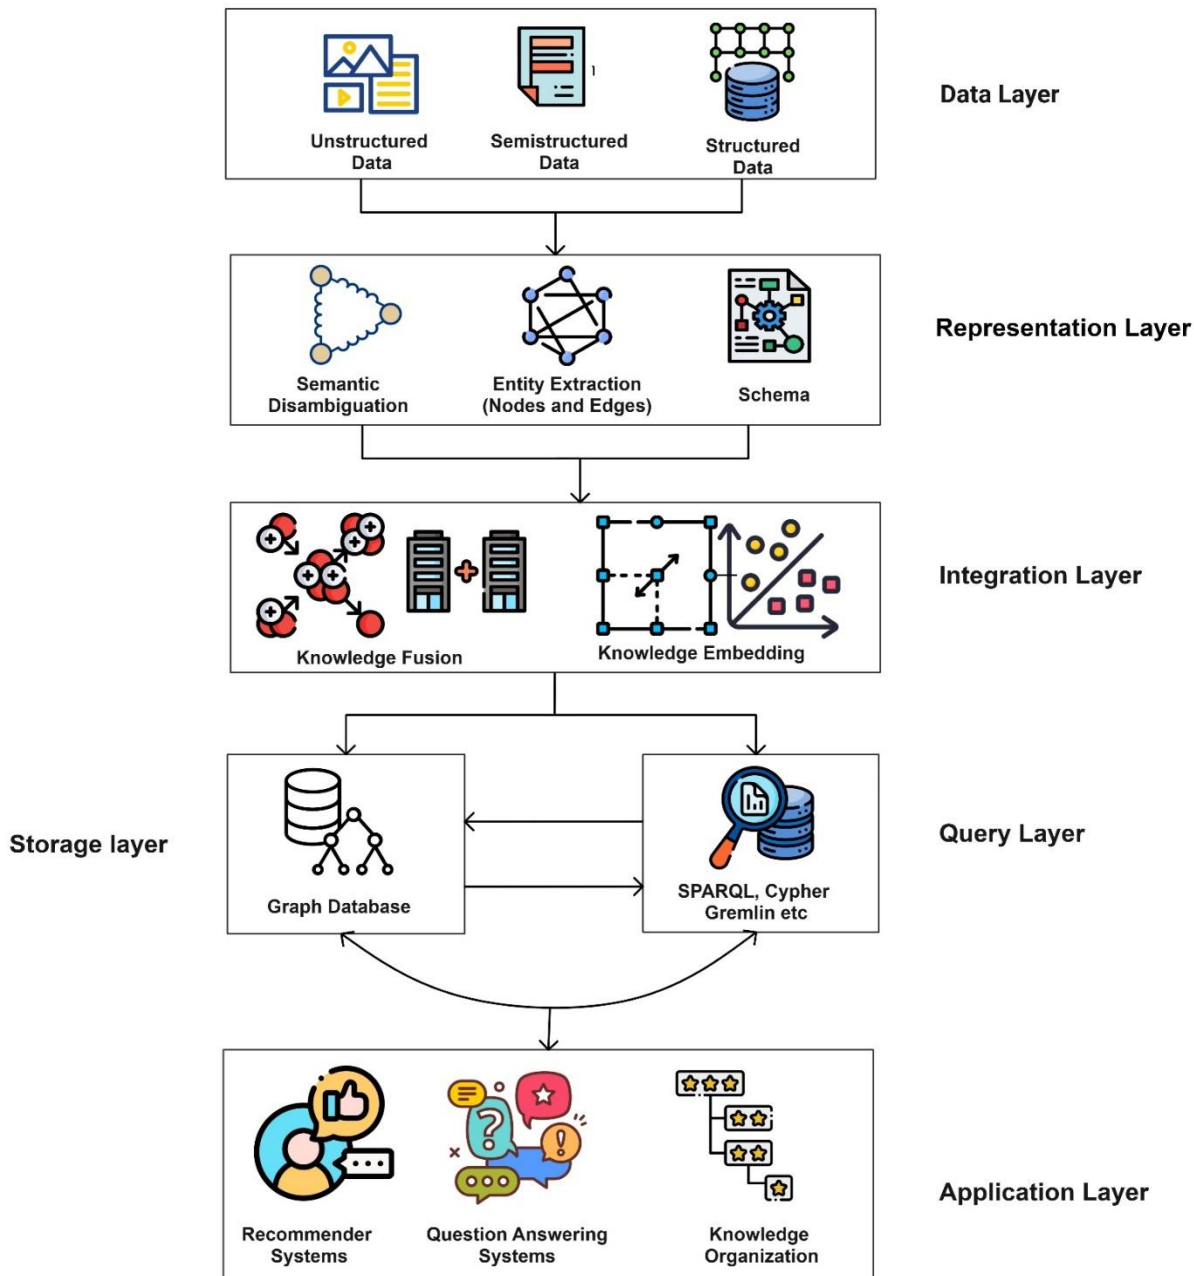 Unstructured
Data
Semistructured
Data
1
Structured
Data
Data Layer
Semantic
Disambiguation
Entity Extraction
(Nodes and Edges)
Schema
Representation Layer
Knowledge Fusion
Knowledge Embedding
Integration Layer
Storage layer
Graph Database
SPARQL, Cypher
Gremlin etc
Query Layer
Recommender
Systems
Question Answering
Systems
Knowledge
Organization
Application Layer